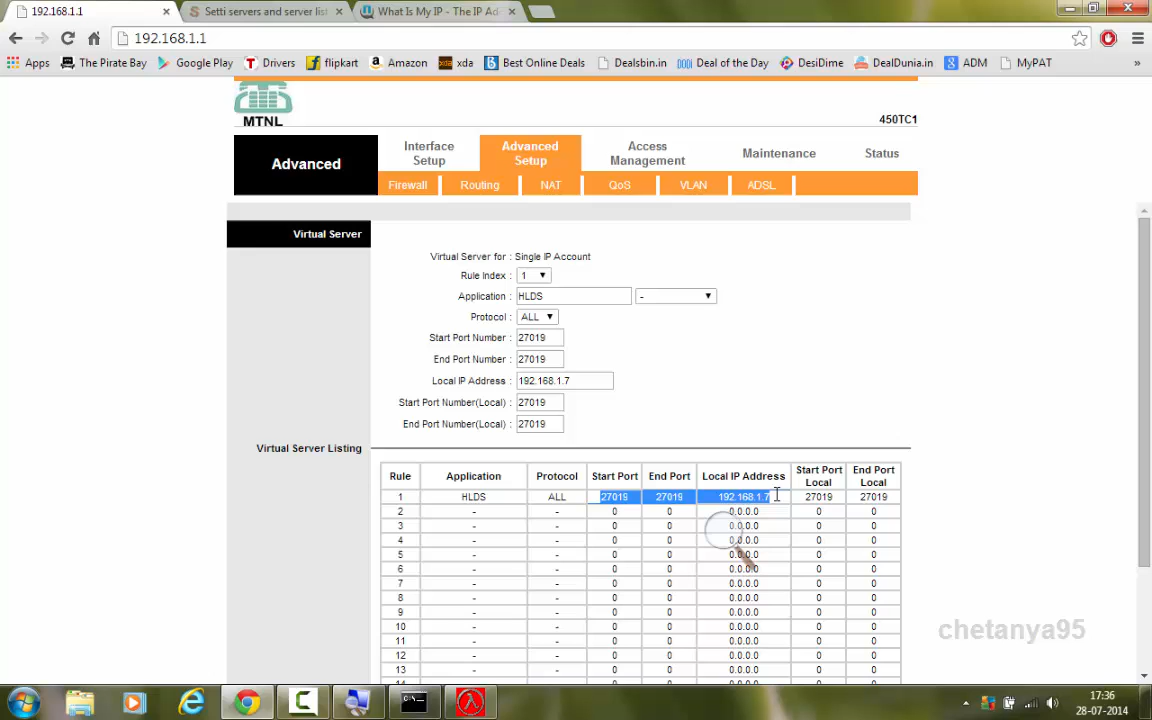 192.168.1.1
Setti servers and server list
What Is My IP - The IP Ad
192.168.1.1
Apps The Pirate Bay Google Play Drivers flipkart Amazon xda Best Online Deals Dealsbin.in Deal of the Day DesiDime DealDunia.in ADM MyPAT »
MTNL
450TC1
Advanced
Interface Setup
Advanced Setup
Access Management
Maintenance
Status
Firewall Routing NAT QoS VLAN ADSL
Virtual Server
Virtual Server for : Single IP Account
Rule Index : 1
Application : HLDS -
Protocol : ALL
Start Port Number : 27019
End Port Number : 27019
Local IP Address : 192.168.1.7
Start Port Number(Local) : 27019
End Port Number(Local) : 27019
Virtual Server Listing
Rule Application Protocol Start Port End Port Local IP Address Start Port Local End Port Local
1 HLDS ALL 27019 27019 192.168.1.7 27019 27019
2 - - 0 0 0.0.0.0 0 0
3 - - 0 0 0.0.0.0 0 0
4 - - 0 0 0.0.0.0 0 0
5 - - 0 0 0.0.0.0 0 0
6 - - 0 0 0.0.0.0 0 0
7 - - 0 0 0.0.0.0 0 0
8 - - 0 0 0.0.0.0 0 0
9 - - 0 0 0.0.0.0 0 0
10 - - 0 0 0.0.0.0 0 0
11 - - 0 0 0.0.0.0 0 0
12 - - 0 0 0.0.0.0 0 0
13 - - 0 0 0.0.0.0 0 0
chetanya95
17:36
28-07-2014